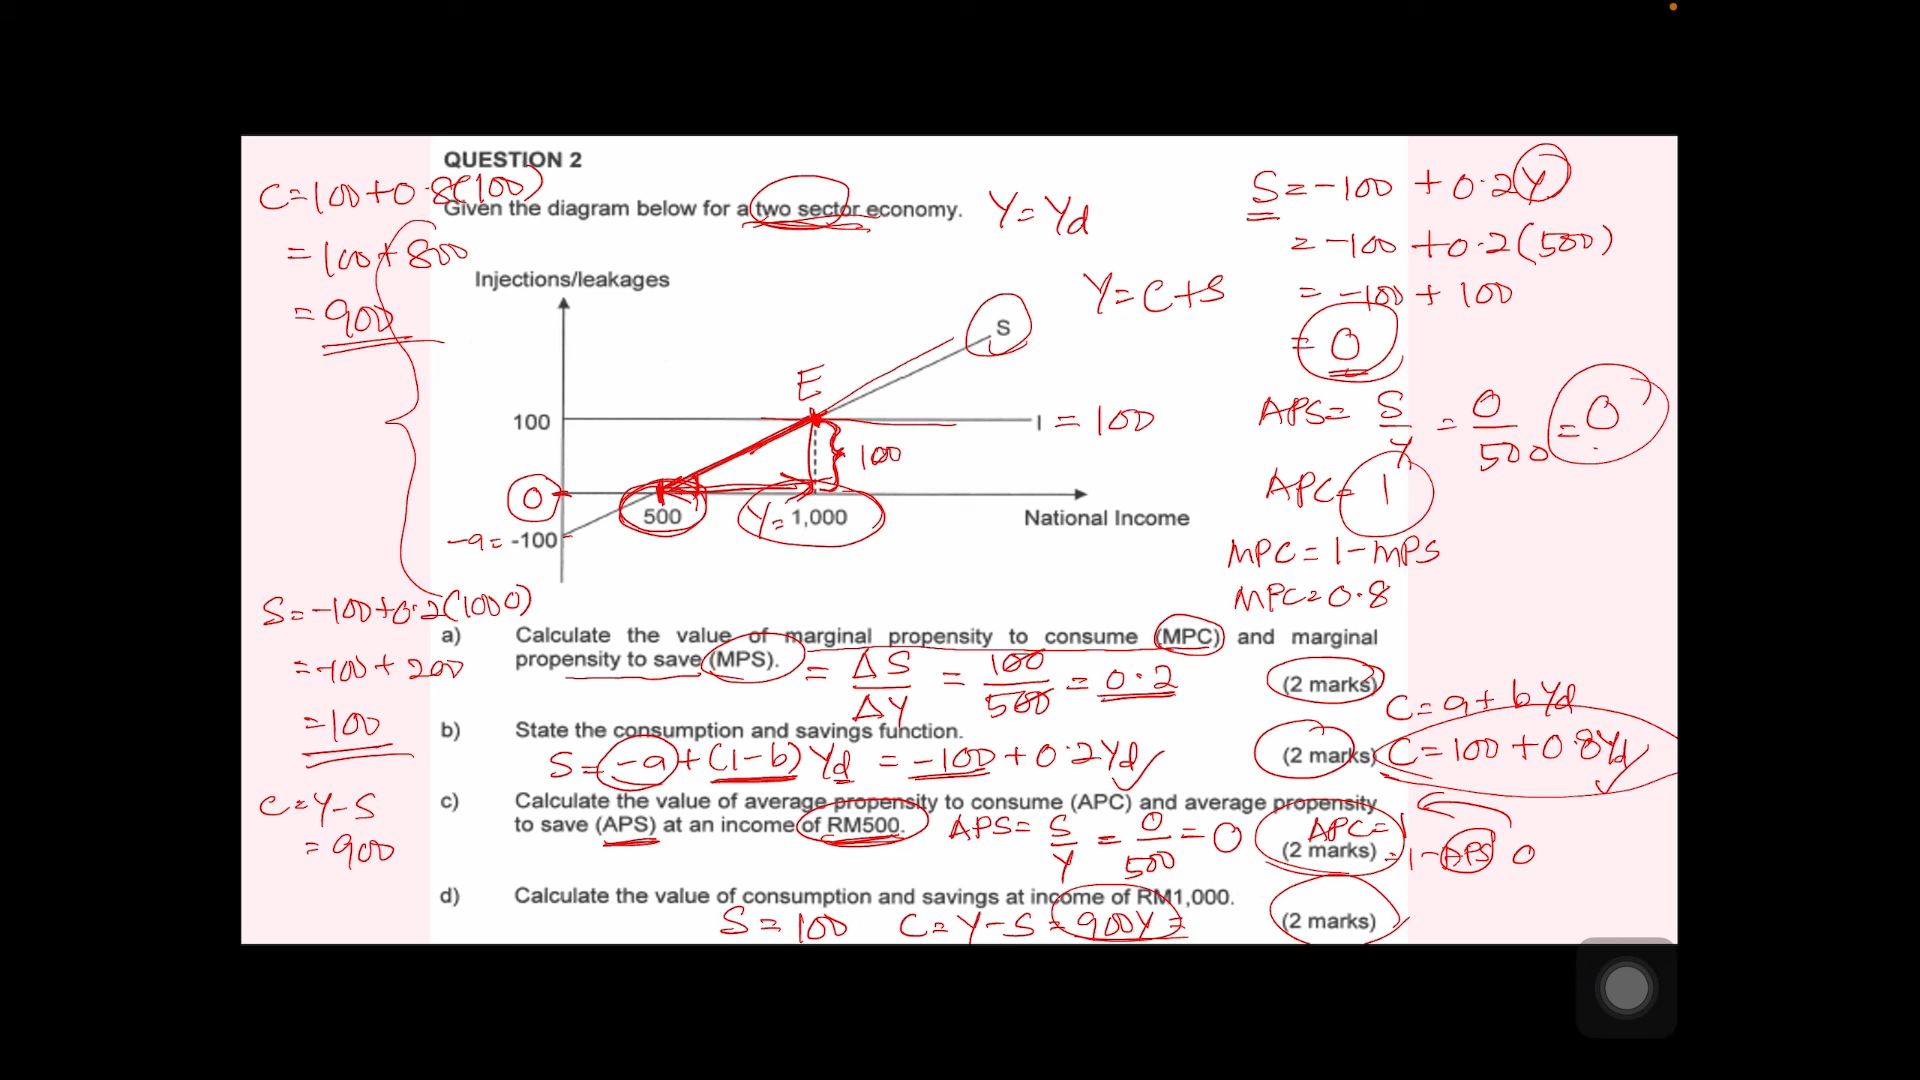 QUESTION 2
C=100+0.8(100)
Given the diagram below for a two sector economy.
Y=Yd
= 100+800
= 900
Injections/leakages
Y=C+S
S
E
100
I = 100
100
0
500
Y= 1,000
National Income
-a= -100
S=-100 + 0.2Y
= -100 +0.2(500)
= -100+ 100
= 0
APS= S/Y = 0/500 = 0
APC= 1
MPC= 1-MPS
MPC=0.8
S=-100+0.2(1000)
=-100+ 200
=100
C=Y-S
= 900
a) Calculate the value of marginal propensity to consume (MPC) and marginal
propensity to save (MPS). = ΔS/ΔY = 100/500 = 0.2
(2 marks)
C=a+bYd
b) State the consumption and savings function.
S=-a+(1-b)Yd = -100+0.2Yd
(2 marks)
C=100+0.8Yd
c) Calculate the value of average propensity to consume (APC) and average propensity
to save (APS) at an income of RM500. APS= S/Y = 0/500 = 0
APC=1
(2 marks) =1-APS 0
d) Calculate the value of consumption and savings at income of RM1,000.
S= 100 C=Y-S = 900Y=
(2 marks)